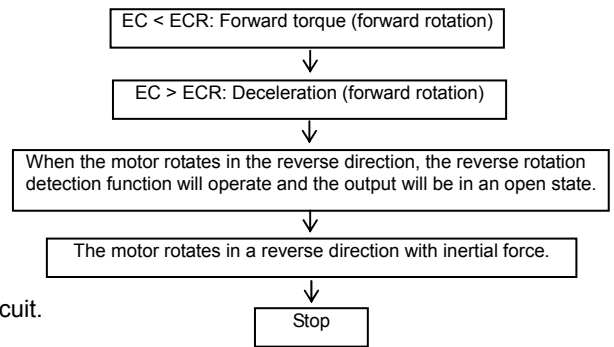 EC < ECR: Forward torque (forward rotation)
EC > ECR: Deceleration (forward rotation)
When the motor rotates in the reverse direction, the reverse rotation
detection function will operate and the output will be in an open state.
The motor rotates in a reverse direction with inertial force.
cuit.
Stop